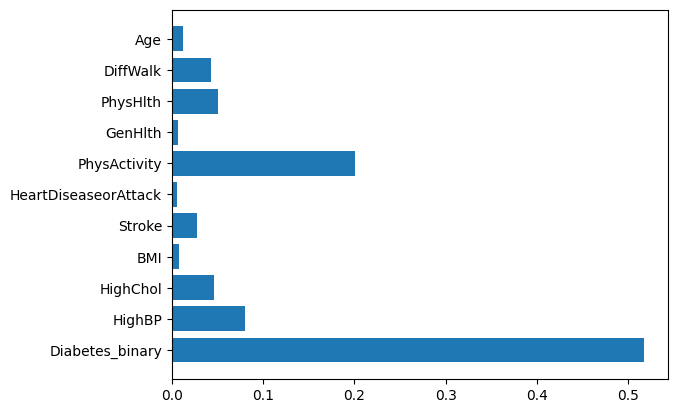 Age
DiffWalk
PhysHlth
GenHlth
PhysActivity
HeartDiseaseorAttack
Stroke
BMI
HighChol
HighBP
Diabetes_binary
0.0 0.1 0.2 0.3 0.4 0.5